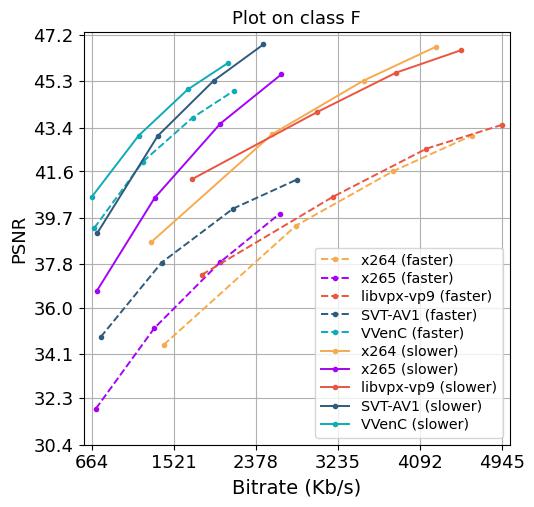 Plot on class F
PSNR
47.2
45.3
43.4
41.6
39.7
37.8
36.0
34.1
32.3
30.4
x264 (faster)
x265 (faster)
libvpx-vp9 (faster)
SVT-AV1 (faster)
VVenC (faster)
x264 (slower)
x265 (slower)
libvpx-vp9 (slower)
SVT-AV1 (slower)
VVenC (slower)
664 1521 2378 3235 4092 4945
Bitrate (Kb/s)